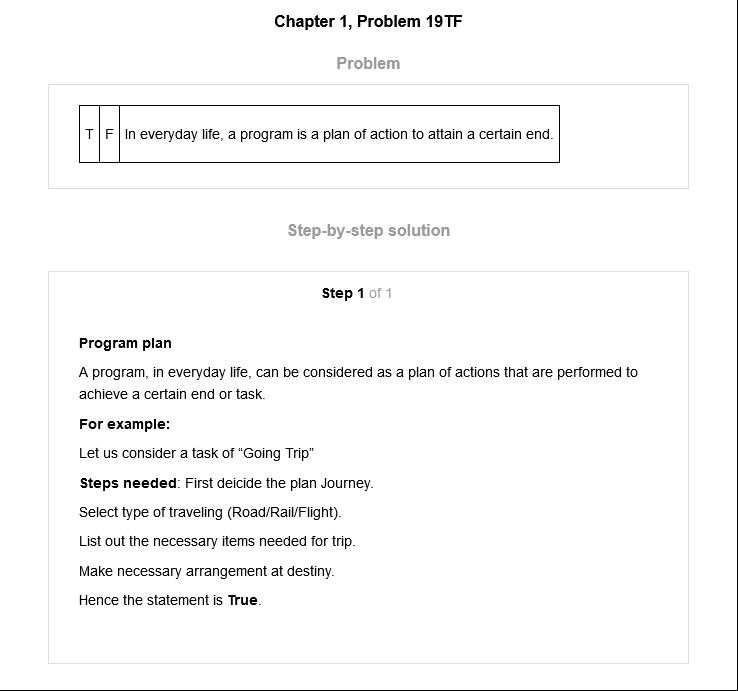 Chapter 1, Problem 19TF
Problem
T F In everyday life, a program is a plan of action to attain a certain end.
Step-by-step solution
Step 1 of 1
Program plan
A program, in everyday life, can be considered as a plan of actions that are performed to
achieve a certain end or task.
For example:
Let us consider a task of “Going Trip”
Steps needed: First deicide the plan Journey.
Select type of traveling (Road/Rail/Flight).
List out the necessary items needed for trip.
Make necessary arrangement at destiny.
Hence the statement is True.